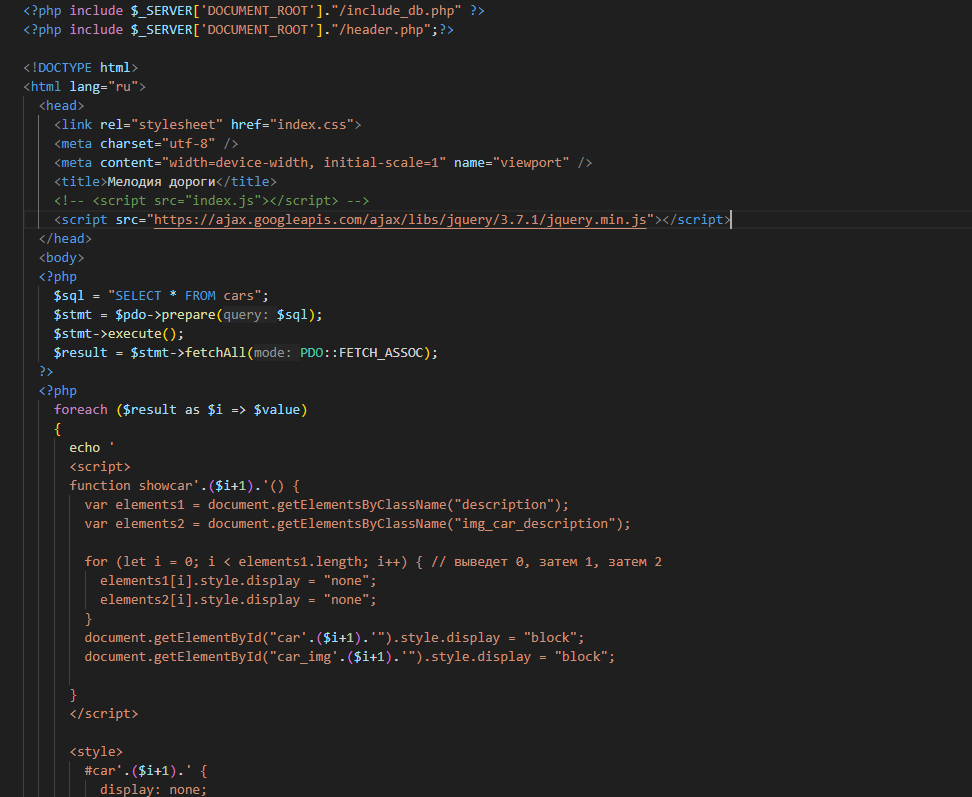 <?php include $_SERVER['DOCUMENT_ROOT']."/include_db.php" ?>
<?php include $_SERVER['DOCUMENT_ROOT']."/header.php";?>
<!DOCTYPE html>
<html lang="ru">
<head>
<link rel="stylesheet" href="index.css">
<meta charset="utf-8" />
<meta content="width=device-width, initial-scale=1" name="viewport" />
<title>Мелодия дороги</title>
<!-- <script src="index.js"></script> -->
<script src="https://ajax.googleapis.com/ajax/libs/jquery/3.7.1/jquery.min.js"></script>
</head>
<body>
<?php
$sql = "SELECT * FROM cars";
$stmt = $pdo->prepare(query: $sql);
$stmt->execute();
$result = $stmt->fetchAll(mode: PDO::FETCH_ASSOC);
?>
<?php
foreach ($result as $i => $value)
{
echo '
<script>
function showcar'.($i+1).'() {
var elements1 = document.getElementsByClassName("description");
var elements2 = document.getElementsByClassName("img_car_description");
for (let i = 0; i < elements1.length; i++) { // выведет 0, затем 1, затем 2
elements1[i].style.display = "none";
elements2[i].style.display = "none";
}
document.getElementById("car'.($i+1).'").style.display = "block";
document.getElementById("car_img'.($i+1).'").style.display = "block";
}
</script>
<style>
#car'.($i+1).' {
display: none;